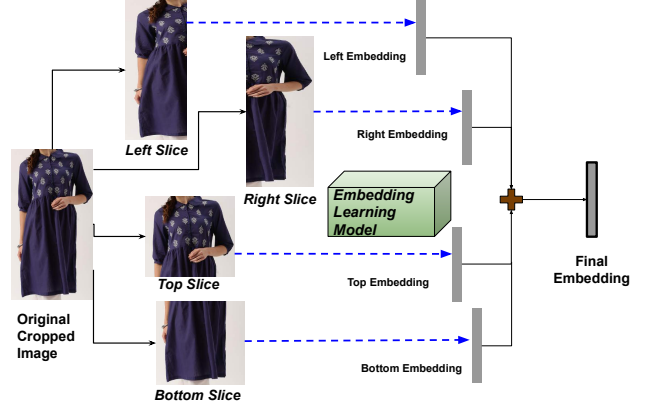 Left Embedding
Left Slice
Right Embedding
Right Slice
Embedding
Learning
Model
Top Embedding
Top Slice
Final
Embedding
Original
Cropped
Image
Bottom Embedding
Bottom Slice